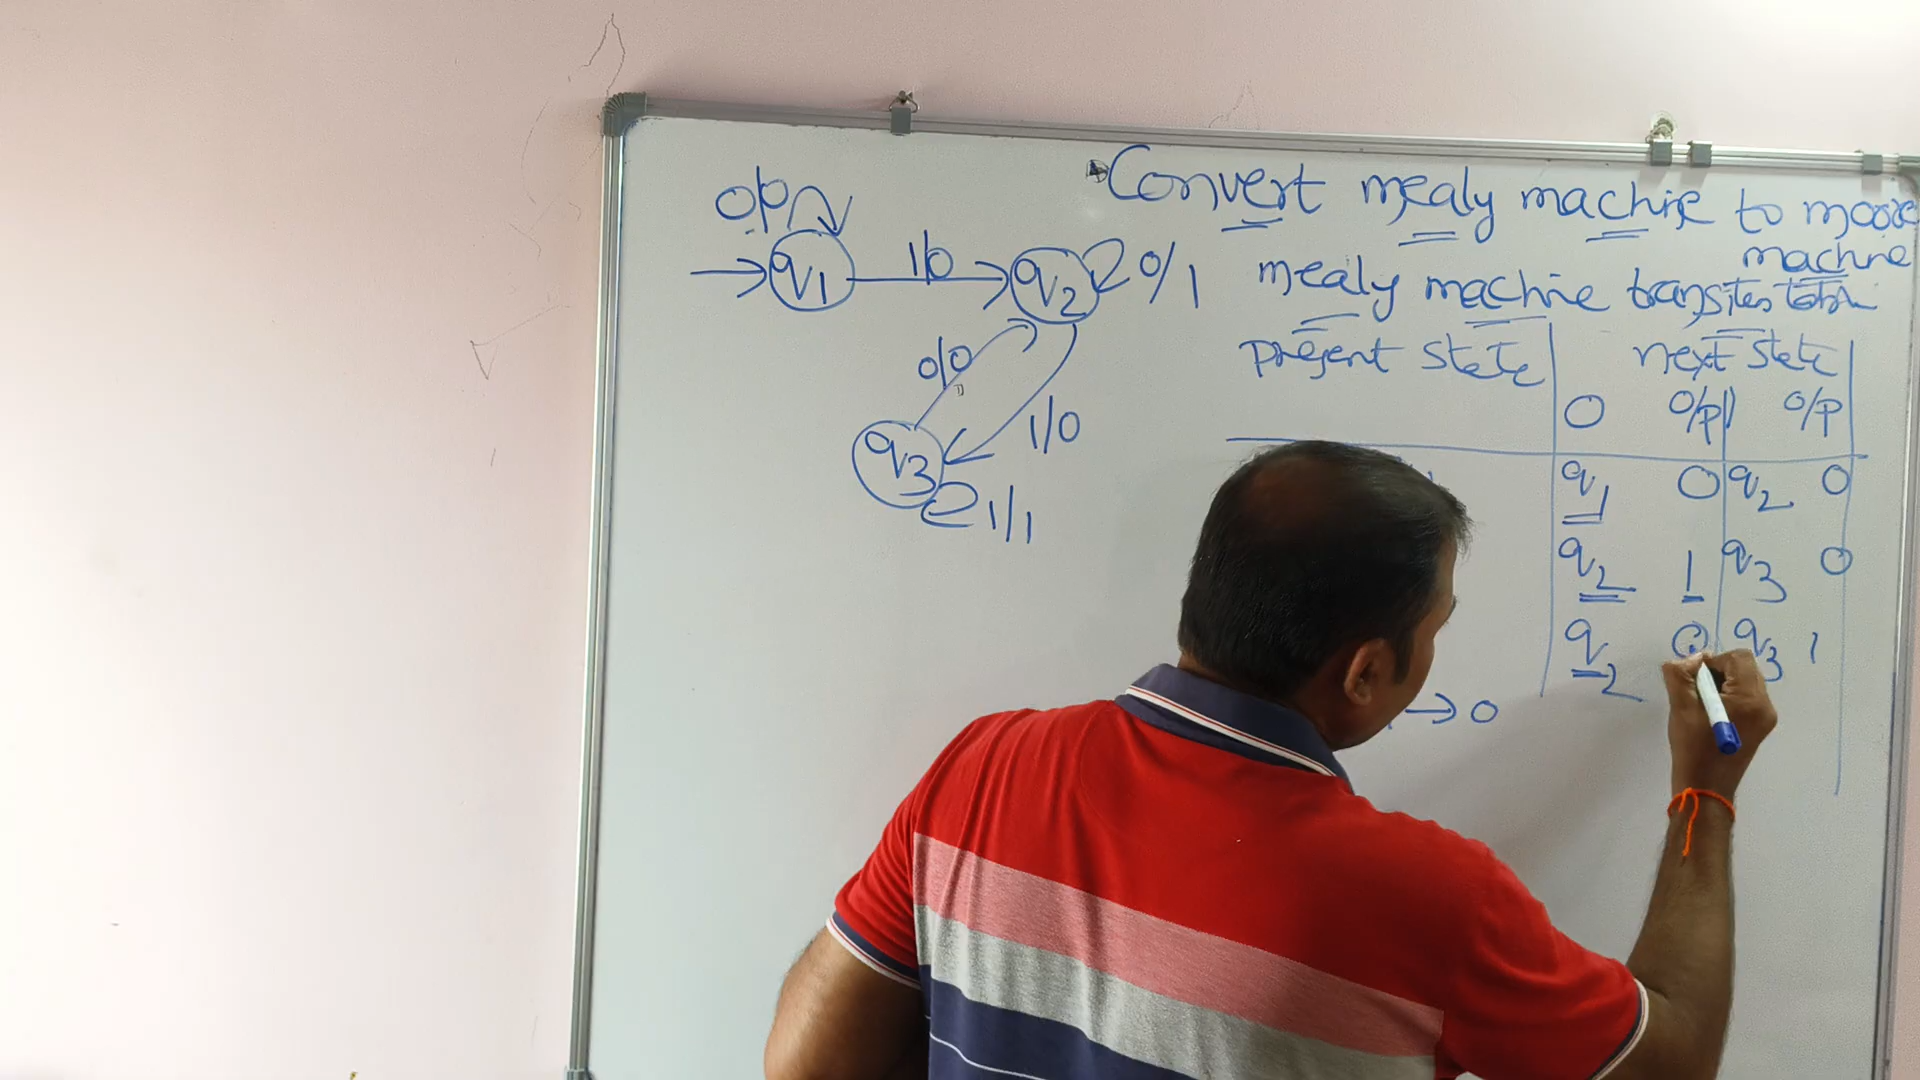 Convert mealy machine to moore
machine
0/0
q1
1/0
q2
0/1
mealy machine
present state
next state
0 o/p 1 o/p
0/0
1/0
q3
1/1
q1 0 q2 0
q2 1 q3 0
q2 0 q3 1
→ 0